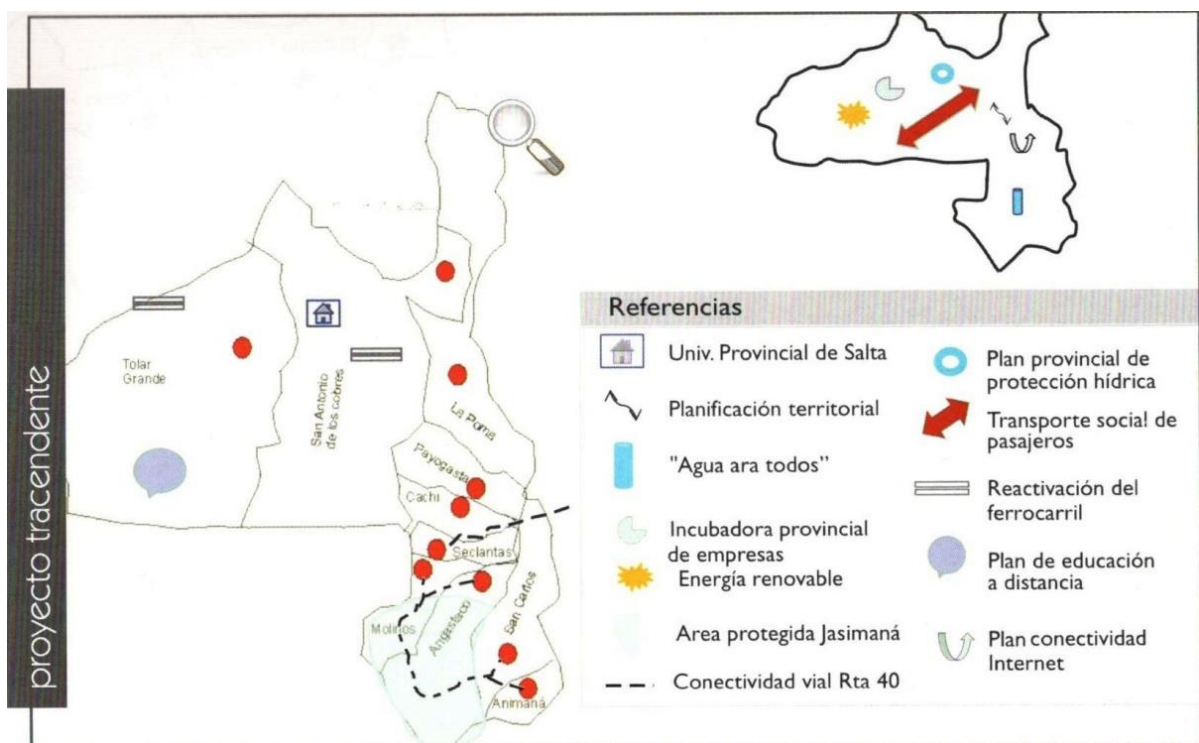 proyecto tracendente
Tolar
Grande
San Antonio
de los cobres
La Poma
Payogasta
Cachi
Seclantas
Molinos
Angastaco
San Carlos
Animaná
Referencias
Univ. Provincial de Salta
Planificación territorial
"Agua ara todos"
Incubadora provincial
de empresas
Energía renovable
Area protegida Jasimaná
Conectividad vial Rta 40
Plan provincial de
protección hídrica
Transporte social de
pasajeros
Reactivación del
ferrocarril
Plan de educación
a distancia
Plan conectividad
Internet